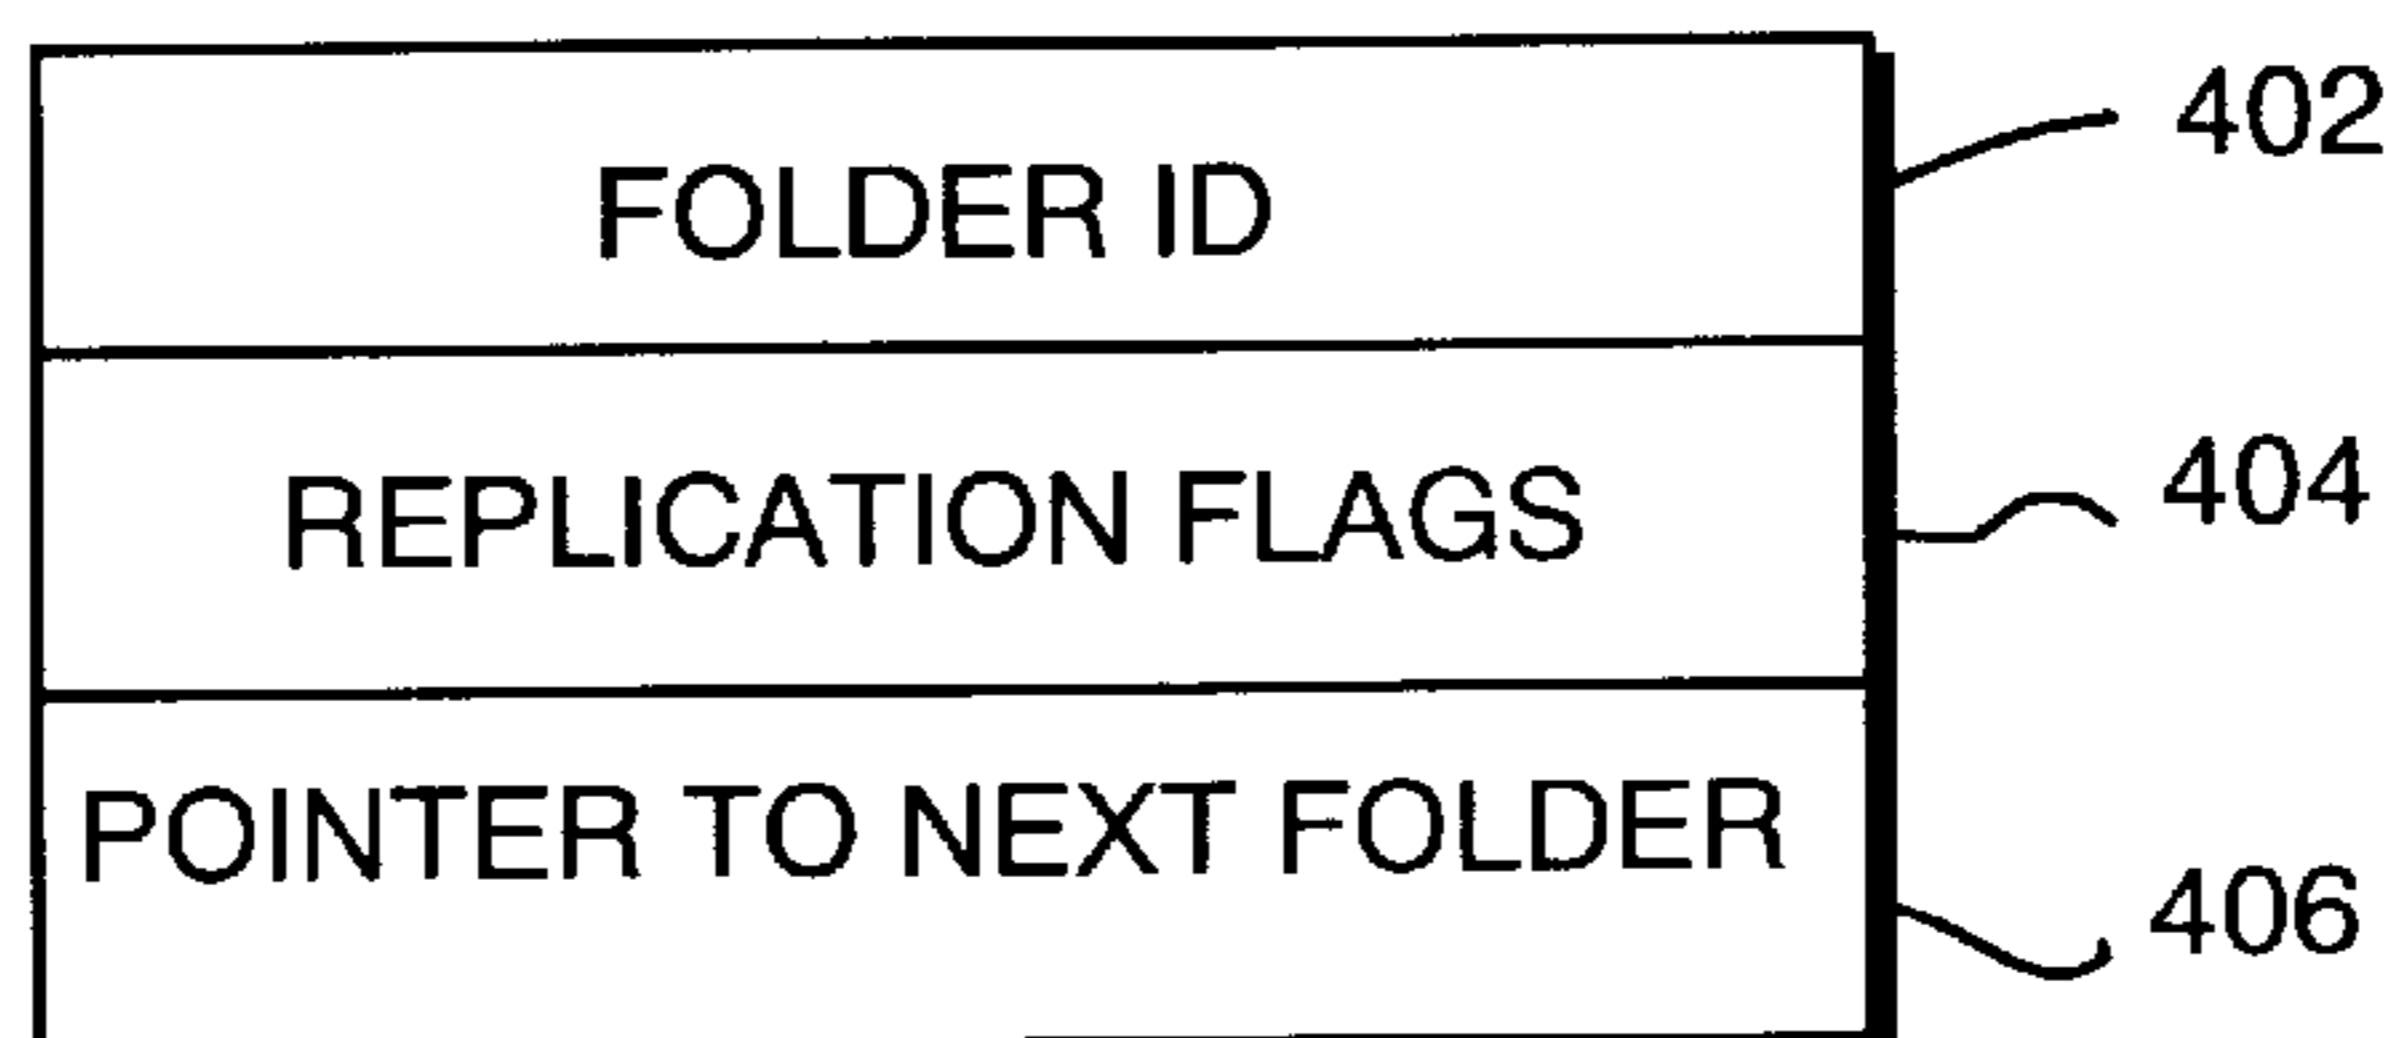 FOLDER ID
402
REPLICATION FLAGS
404
POINTER TO NEXT FOLDER
406